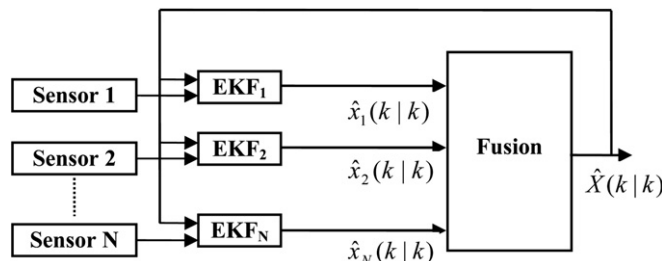 Sensor 1
EKF₁
x̂₁(k | k)
Sensor 2
EKF₂
x̂₂(k | k)
Fusion
X̂(k | k)
Sensor N
EKF_N
x̂_N(k | k)